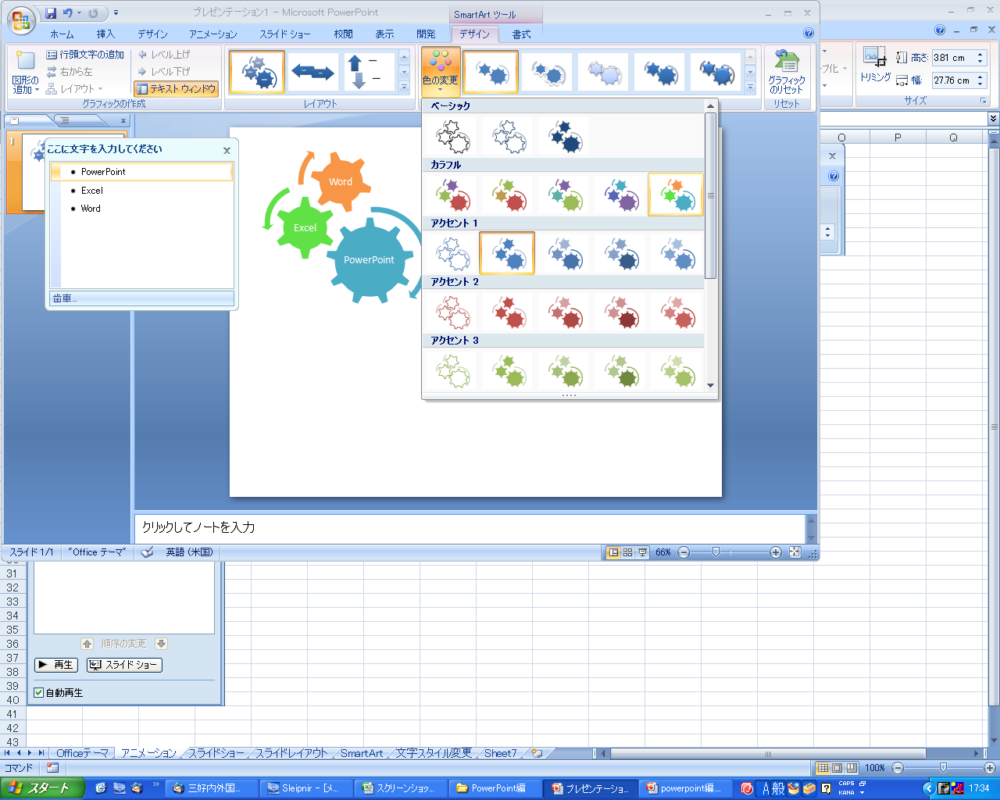 プレゼンテーション1 - Microsoft PowerPoint
SmartArt ツール
ホーム
挿入
デザイン
アニメーション
スライド ショー
校閲
表示
開発
デザイン
書式
図形の追加
行頭文字の追加
右から左
レイアウト
レベル上げ
レベル下げ
テキスト ウィンドウ
グラフィックの作成
レイアウト
色の変更
グラフィックのリセット
リセット
トリミング
高さ:
3.81 cm
幅:
27.76 cm
サイズ
プ化
1
ここに文字を入力してください
PowerPoint
Excel
Word
歯車...
Word
Excel
PowerPoint
ベーシック
カラフル
アクセント 1
アクセント 2
アクセント 3
O
P
Q
クリックしてノートを入力
スライド 1/1
"Office テーマ"
英語 (米国)
66%
31
32
33
34
35
36
37
38
39
40
41
42
43
順序の変更
再生
スライド ショー
自動再生
Officeテーマ
アニメーション
スライドショー
スライドレイアウト
SmartArt
文字スタイル変更
Sheet7
コマンド
100%
スタート
三好内外国...
Sleipnir - [メ...
スクリーンショッ...
PowerPoint編
プレゼンテーショ...
powerpoint編....
A 般
CAPS
KANA
17:34